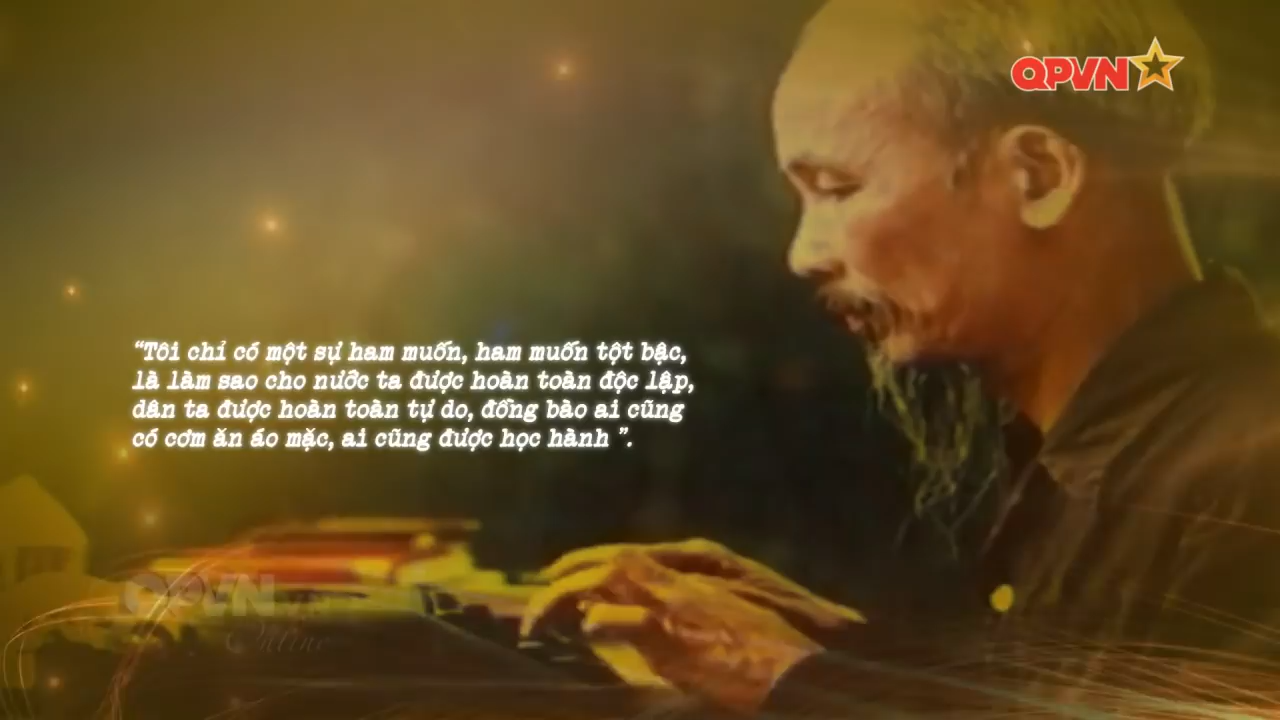 QPVN
“Tôi chỉ có một sự ham muốn, ham muốn tột bậc,
là làm sao cho nước ta được hoàn toàn độc lập,
dân ta được hoàn toàn tự do, đồng bào ai cũng
có cơm ăn áo mặc, ai cũng được học hành ”.
QPVN
Online